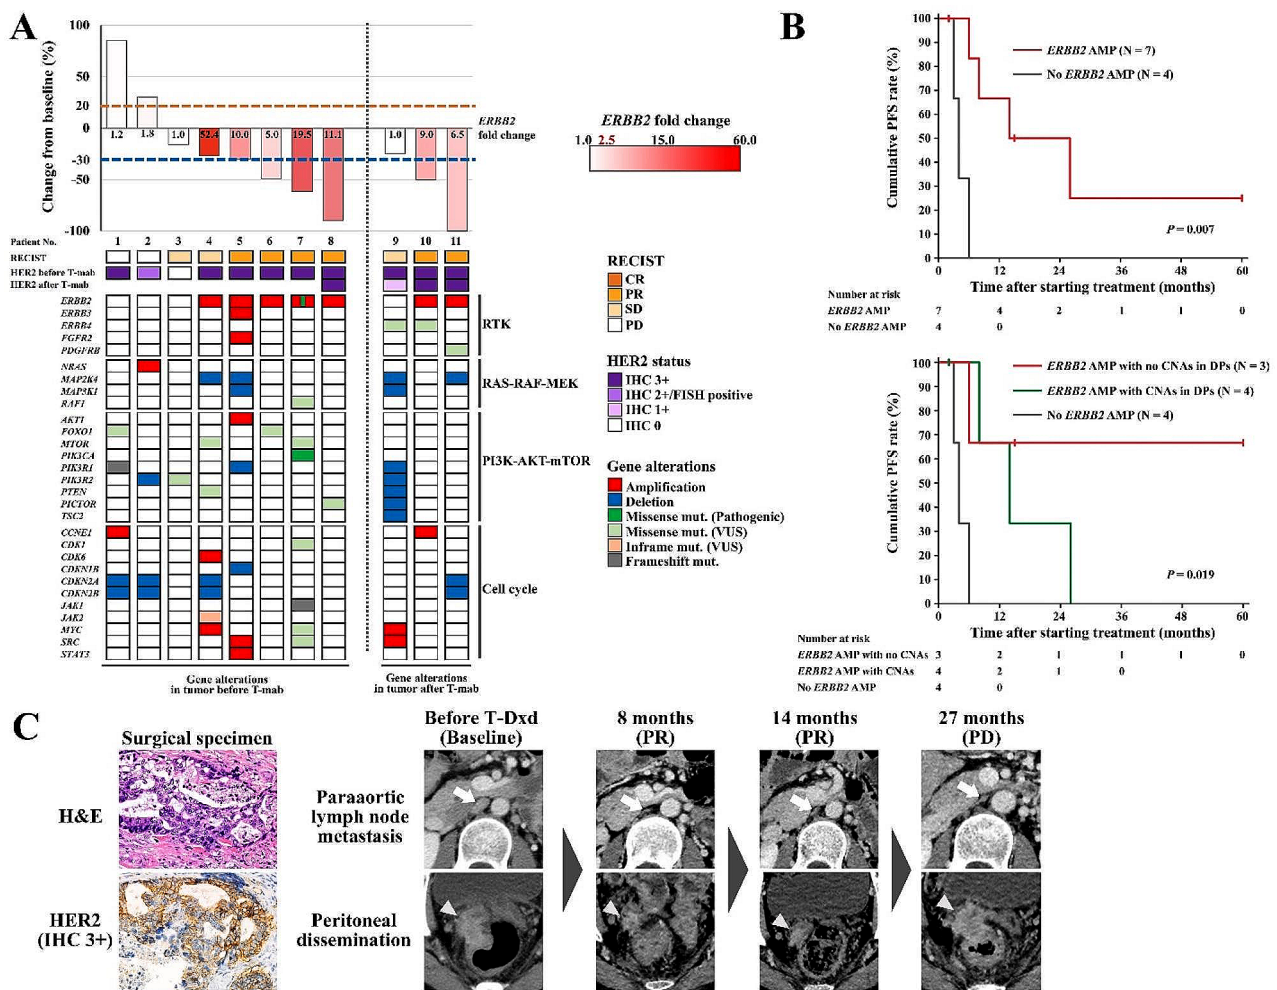 A
Change from baseline (%)
100
50
20
0
-30
-50
-100
1.2 1.8 1.0 52.4 10.0 5.0 19.5 11.1 1.0 9.0 6.5
ERBB2
fold change
ERBB2 fold change
1.0 2.5 15.0 60.0
Patient No. 1 2 3 4 5 6 7 8 9 10 11
RECIST
HER2 before T-mab
HER2 after T-mab
ERBB2
ERBB3
ERBB4
FGFR2
PDGFRB
RTK
NRAS
MAP2K4
MAP3K1
RAF1
RAS-RAF-MEK
AKT1
FOXO1
MTOR
PIK3CA
PIK3R1
PIK3R2
PTEN
PICTOR
TSC2
PI3K-AKT-mTOR
CCNE1
CDK1
CDK6
CDKN1B
CDKN2A
CDKN2B
JAK1
JAK2
MYC
SRC
STAT3
Cell cycle
Gene alterations
in tumor before T-mab
Gene alterations
in tumor after T-mab
RECIST
CR
PR
SD
PD
HER2 status
IHC 3+
IHC 2+/FISH positive
IHC 1+
IHC 0
Gene alterations
Amplification
Deletion
Missense mut. (Pathogenic)
Missense mut. (VUS)
Inframe mut. (VUS)
Frameshift mut.
B
Cumulative PFS rate (%)
100
90
80
70
60
50
40
30
20
10
0
ERBB2 AMP (N = 7)
No ERBB2 AMP (N = 4)
P = 0.007
0 12 24 36 48 60
Time after starting treatment (months)
Number at risk
ERBB2 AMP 7 4 2 1 1 0
No ERBB2 AMP 4 0
Cumulative PFS rate (%)
100
90
80
70
60
50
40
30
20
10
0
ERBB2 AMP with no CNAs in DPs (N = 3)
ERBB2 AMP with CNAs in DPs (N = 4)
No ERBB2 AMP (N = 4)
P = 0.019
0 12 24 36 48 60
Time after starting treatment (months)
Number at risk
ERBB2 AMP with no CNAs 3 2 1 1 1 0
ERBB2 AMP with CNAs 4 2 1 0
No ERBB2 AMP 4 0
C
Surgical specimen
H&E
HER2
(IHC 3+)
Before T-Dxd
(Baseline)
8 months
(PR)
14 months
(PR)
27 months
(PD)
Paraaortic
lymph node
metastasis
Peritoneal
dissemination